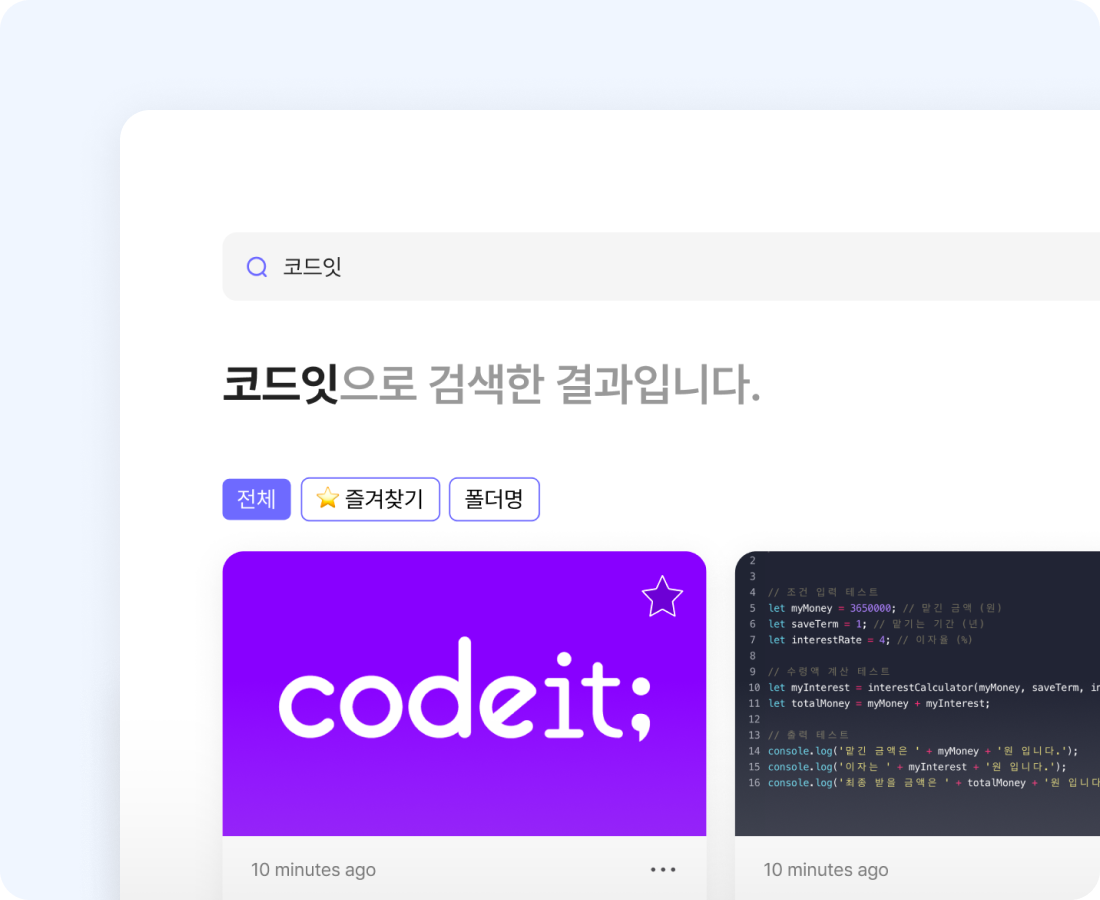 코드잇
코드잇으로 검색한 결과입니다.
전체
⭐ 즐겨찾기
폴더명
codeit;
10 minutes ago
2
3
4 // 조건 입력 테스트
5 let myMoney = 3650000; // 맡긴 금액 (원)
6 let saveTerm = 1; // 맡기는 기간 (년)
7 let interestRate = 4; // 이자율 (%)
8
9 // 수령액 계산 테스트
10 let myInterest = interestCalculator(myMoney, saveTerm, in
11 let totalMoney = myMoney + myInterest;
12
13 // 출력 테스트
14 console.log('맡긴 금액은 ' + myMoney + '원 입니다.');
15 console.log('이자는 ' + myInterest + '원 입니다.');
16 console.log('최종 받을 금액은 ' + totalMoney + '원 입니다
10 minutes ago